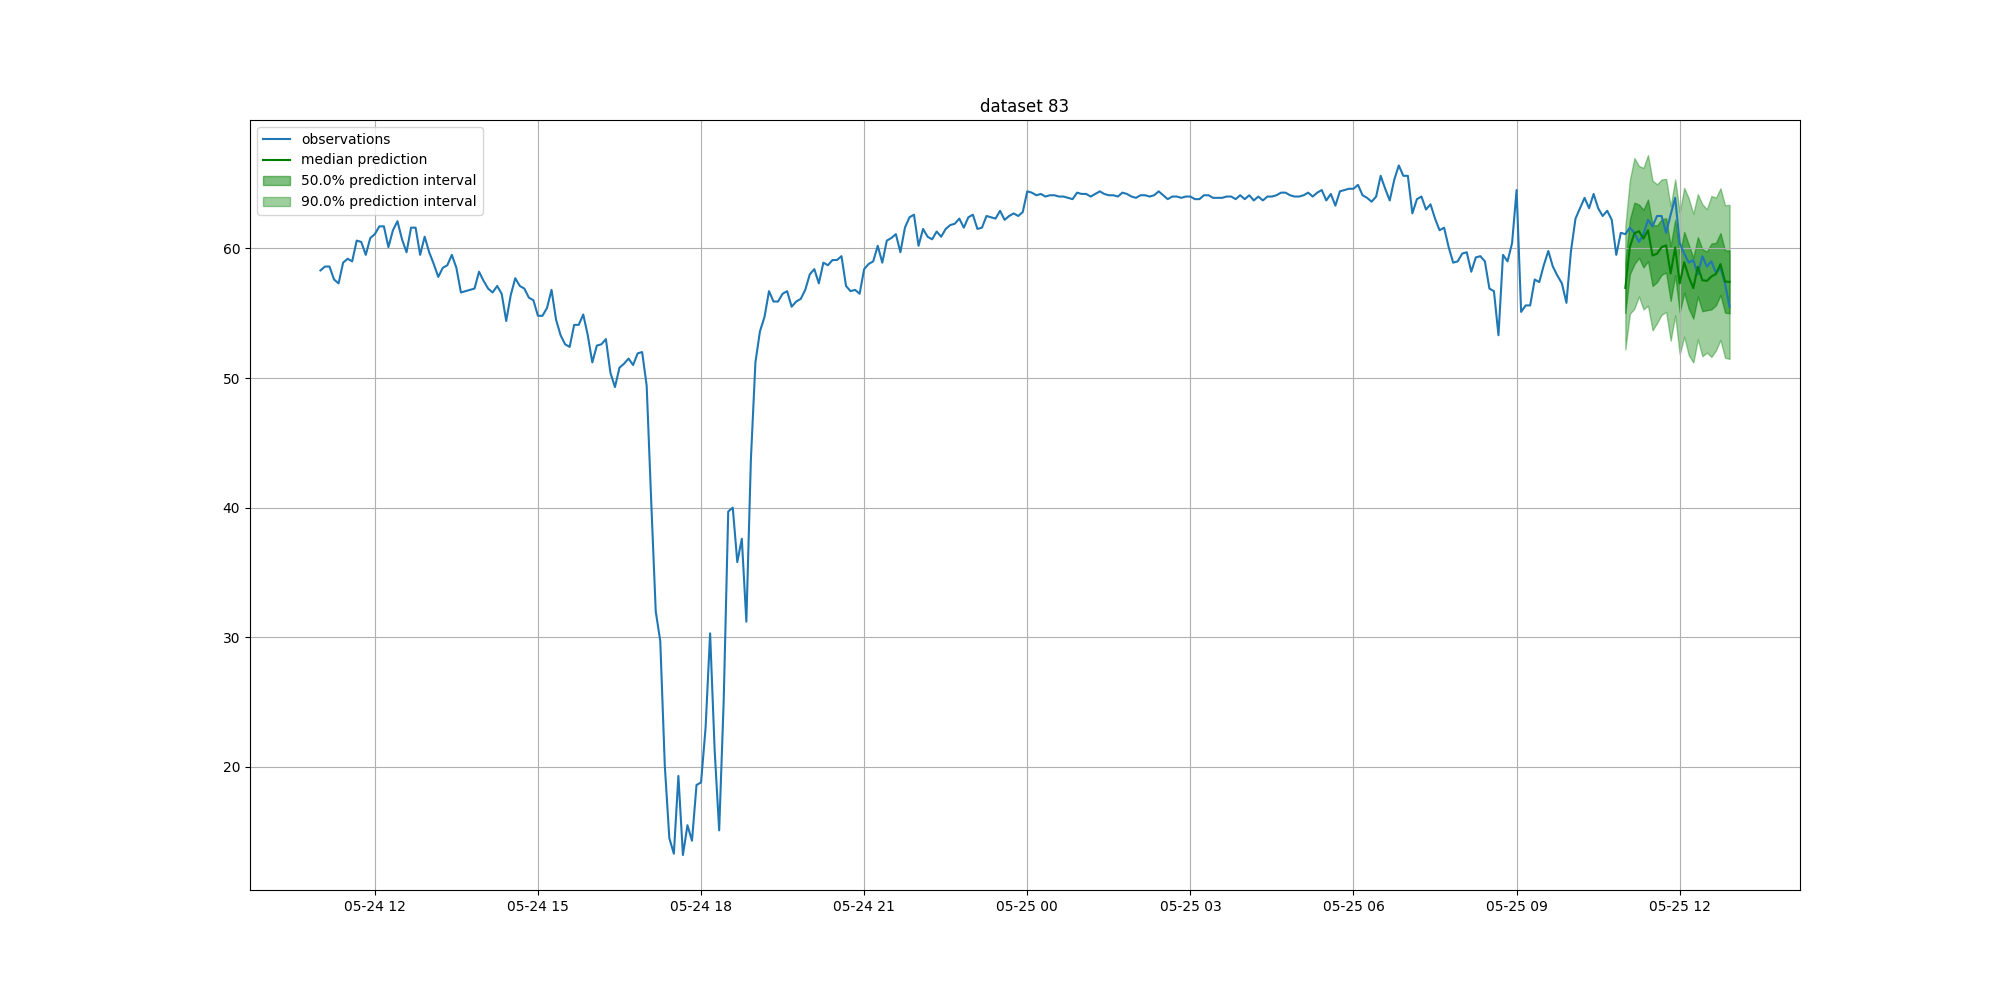 dataset 83
observations
median prediction
50.0% prediction interval
90.0% prediction interval
60
50
40
30
20
05-24 12
05-24 15
05-24 18
05-24 21
05-25 00
05-25 03
05-25 06
05-25 09
05-25 12